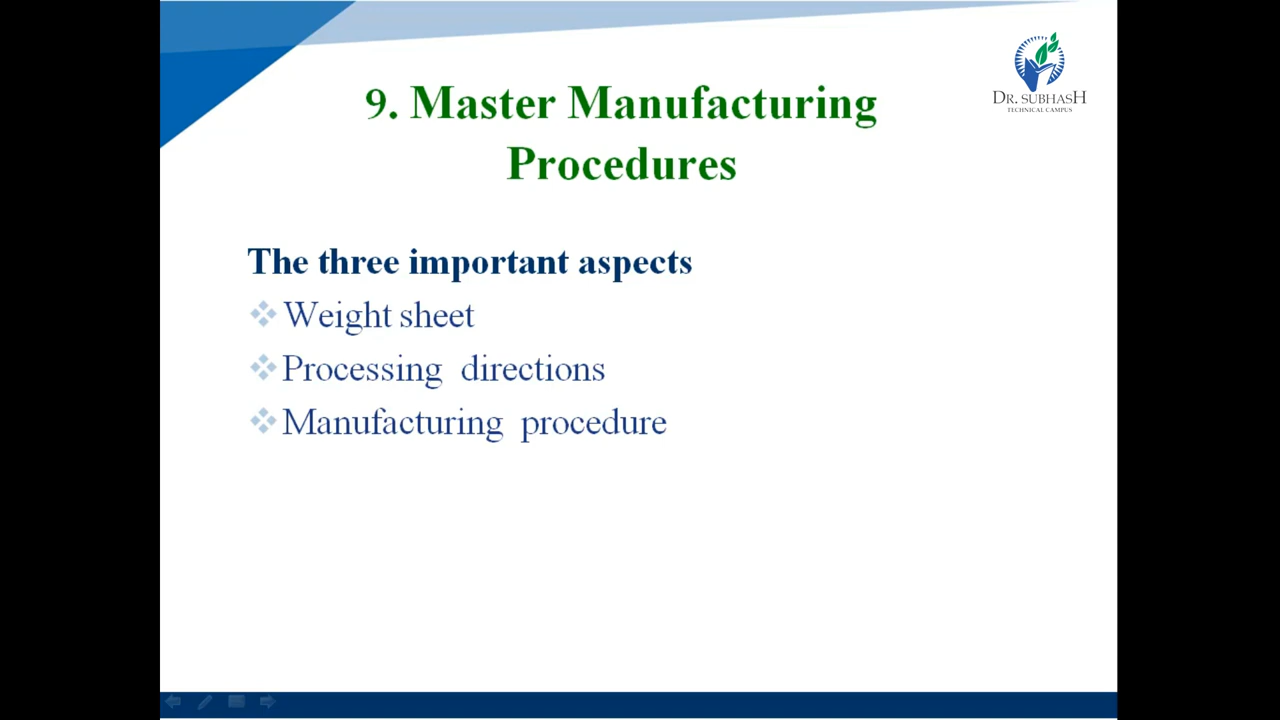 DR. SUBHASH
TECHNICAL CAMPUS
9. Master Manufacturing
Procedures
The three important aspects
Weight sheet
Processing directions
Manufacturing procedure